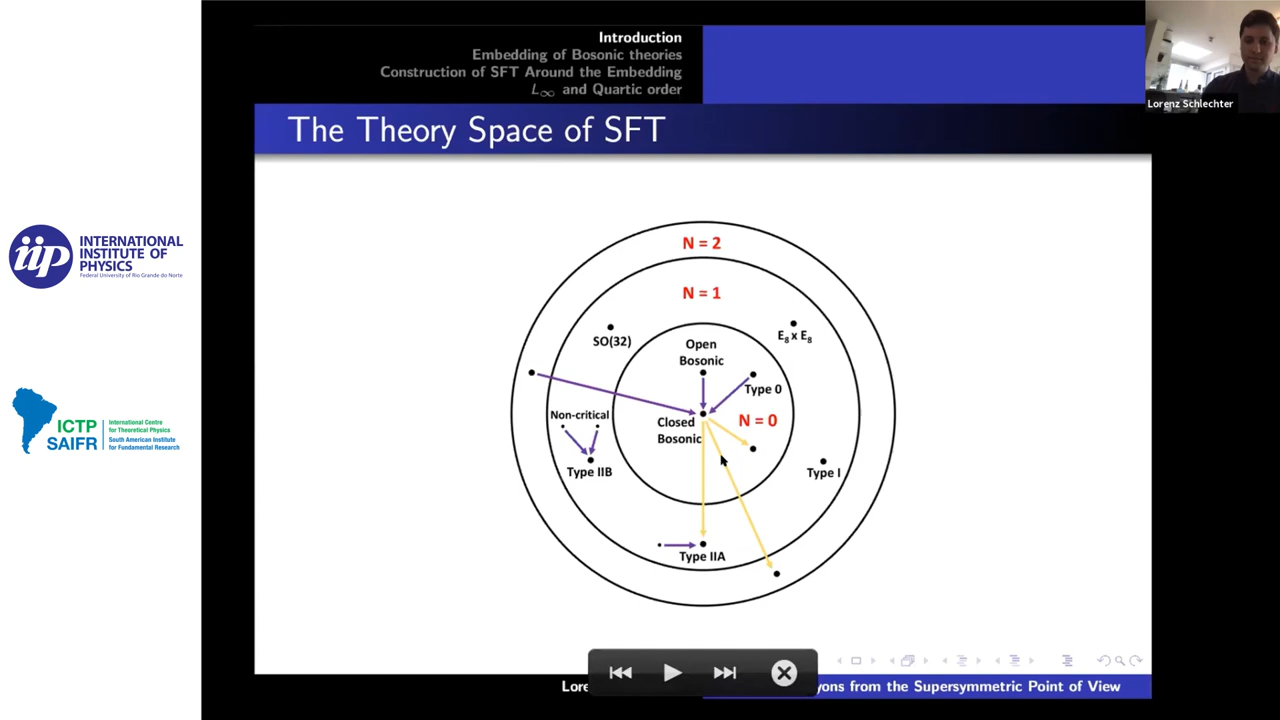 Introduction
Embedding of Bosonic theories
Construction of SFT Around the Embedding
L∞ and Quartic order
Lorenz Schlechter
The Theory Space of SFT
INTERNATIONAL
INSTITUTE OF
PHYSICS
Federal University of Rio Grande do Norte
iip
ICTP
SAIFR
International Centre
for Theoretical Physics
South American Institute
for Fundamental Research
N = 2
N = 1
SO(32)
E8 x E8
Open
Bosonic
Type 0
Non-critical
Closed
Bosonic
N = 0
Type IIB
Type I
Type IIA
from the Supersymmetric Point of View